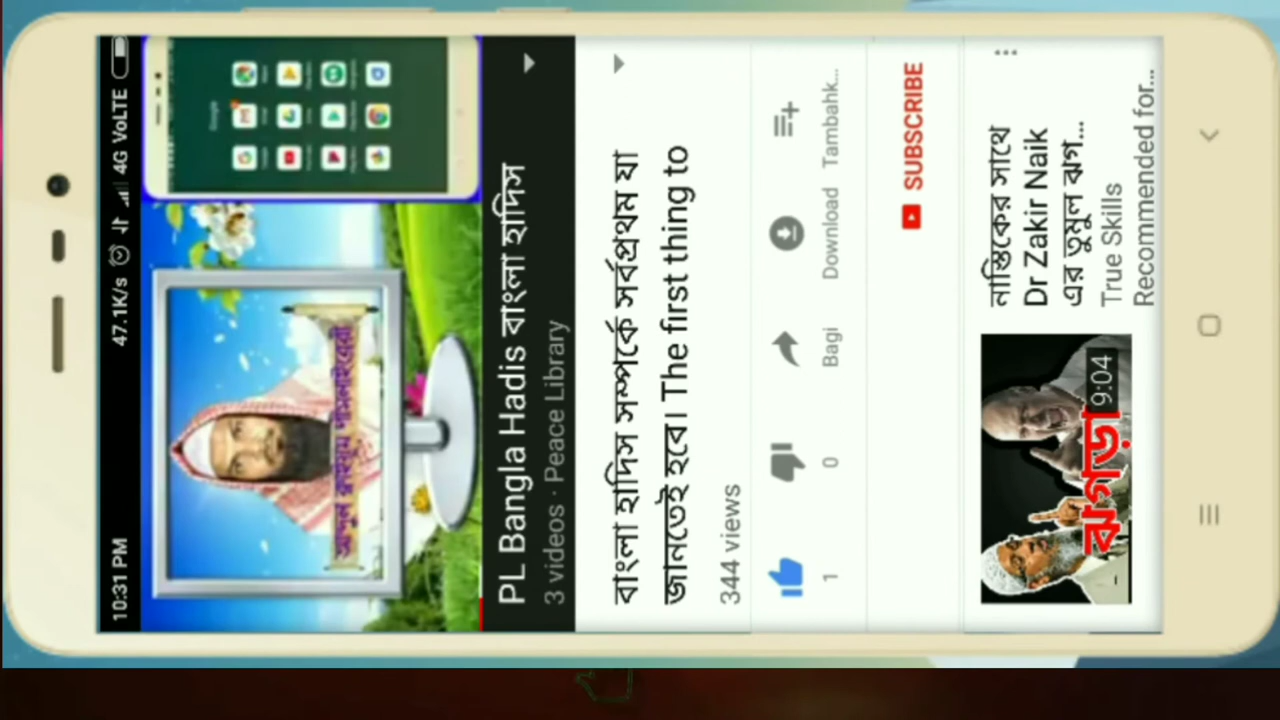 10:31 PM
47.1K/s
4G VoLTE
Google
PL Bangla Hadis বাংলা হাদিস
3 videos · Peace Library
বাংলা হাদিস সম্পর্কে সর্বপ্রথম যা
জানতেই হবে। The first thing to
344 views
1
0
Bagi
Download
Tambahk...
SUBSCRIBE
ঝগড়া
9:04
নাস্তিকের সাথে
Dr Zakir Naik
এর তুমুল ঝগ...
True Skills
Recommended for...